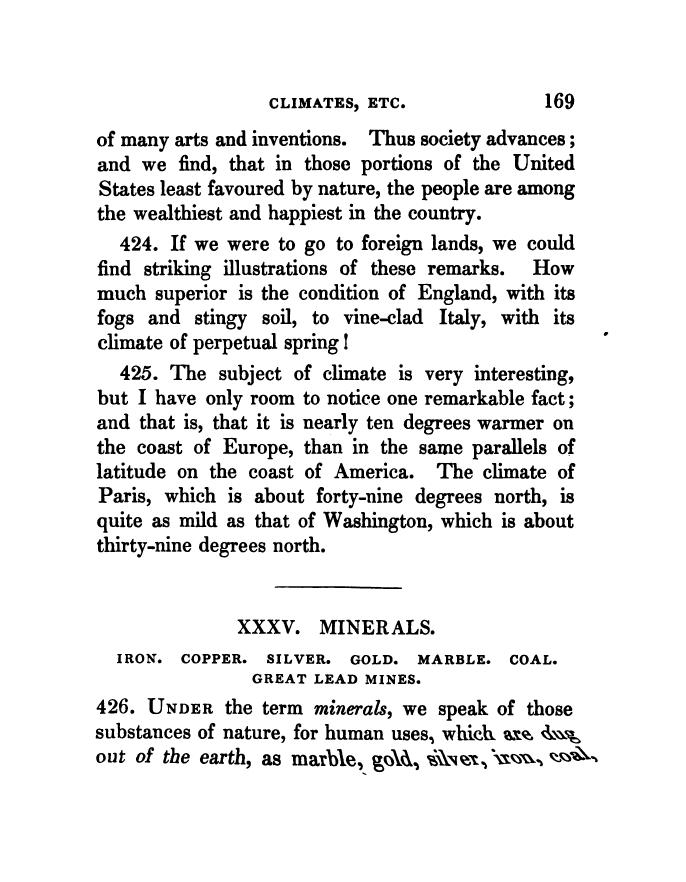 CLIMATES, ETC. 169
of many arts and inventions. Thus society advances;
and we find, that in those portions of the United
States least favoured by nature, the people are among
the wealthiest and happiest in the country.
424. If we were to go to foreign lands, we could
find striking illustrations of these remarks. How
much superior is the condition of England, with its
fogs and stingy soil, to vine-clad Italy, with its
climate of perpetual spring!
425. The subject of climate is very interesting,
but I have only room to notice one remarkable fact;
and that is, that it is nearly ten degrees warmer on
the coast of Europe, than in the same parallels of
latitude on the coast of America. The climate of
Paris, which is about forty-nine degrees north, is
quite as mild as that of Washington, which is about
thirty-nine degrees north.
XXXV. MINERALS.
IRON. COPPER. SILVER. GOLD. MARBLE. COAL.
GREAT LEAD MINES.
426. UNDER the term minerals, we speak of those
substances of nature, for human uses, which are dug
out of the earth, as marble, gold, silver, iron, coal,